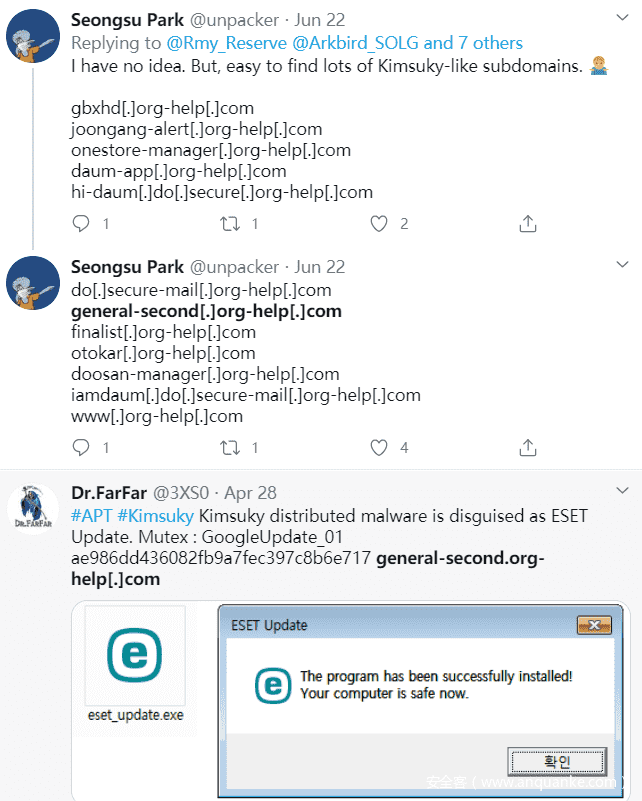 Seongsu Park @unpacker · Jun 22
Replying to @Rmy_Reserve @Arkbird_SOLG and 7 others
I have no idea. But, easy to find lots of Kimsuky-like subdomains. 🤷🏼‍♂️
gbxhd[.]org-help[.]com
joongang-alert[.]org-help[.]com
onestore-manager[.]org-help[.]com
daum-app[.]org-help[.]com
hi-daum[.]do[.]secure[.]org-help[.]com
1 1 2
Seongsu Park @unpacker · Jun 22
do[.]secure-mail[.]org-help[.]com
general-second[.]org-help[.]com
finalist[.]org-help[.]com
otokar[.]org-help[.]com
doosan-manager[.]org-help[.]com
iamdaum[.]do[.]secure-mail[.]org-help[.]com
www[.]org-help[.]com
1 1 4
Dr.FarFar @3XS0 · Apr 28
#APT #Kimsuky Kimsuky distributed malware is disguised as ESET
Update. Mutex : GoogleUpdate_01
ae986dd436082fb9a7fec397c8b6e717 general-second.org-
help[.]com
DR.FARFAR
e
eset_update.exe
ESET Update
e
The program has been successfully installed!
Your computer is safe now.
확인
安全客 ( www.anquanke.com )